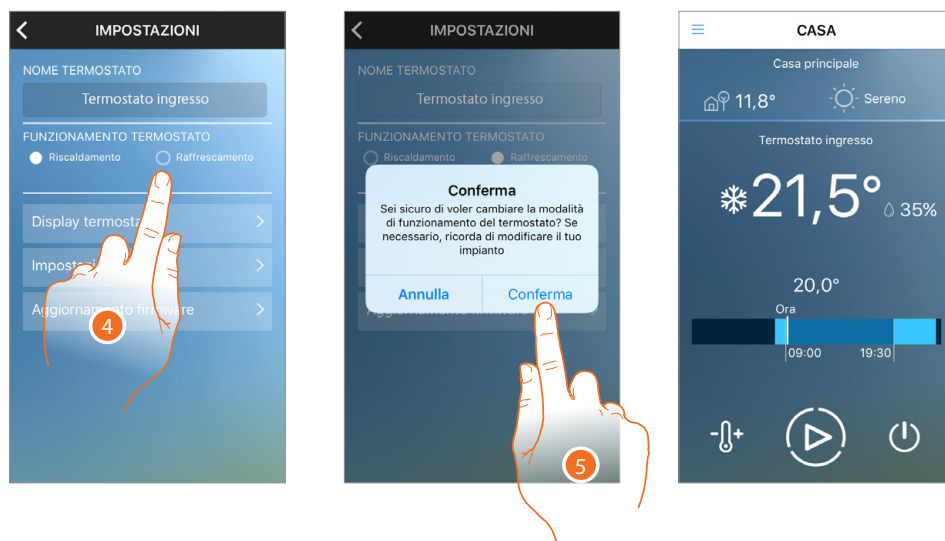 IMPOSTAZIONI
NOME TERMOSTATO
Termostato ingresso
FUNZIONAMENTO TERMOSTATO
Riscaldamento
Raffrescamento
Display
Aggiornamento
4
IMPOSTAZIONI
NOME TERMOSTATO
Termostato ingresso
FUNZIONAMENTO TERMOSTATO
Riscaldamento
Raffrescamento
Conferma
Sei sicuro di voler cambiare la modalità
di funzionamento del termostato? Se
necessario, ricorda di modificare il tuo
impianto
Annulla
Conferma
5
CASA
Casa principale
11,8°
Sereno
Termostato ingresso
21,5°
35%
20,0°
Ora
09:00
19:30